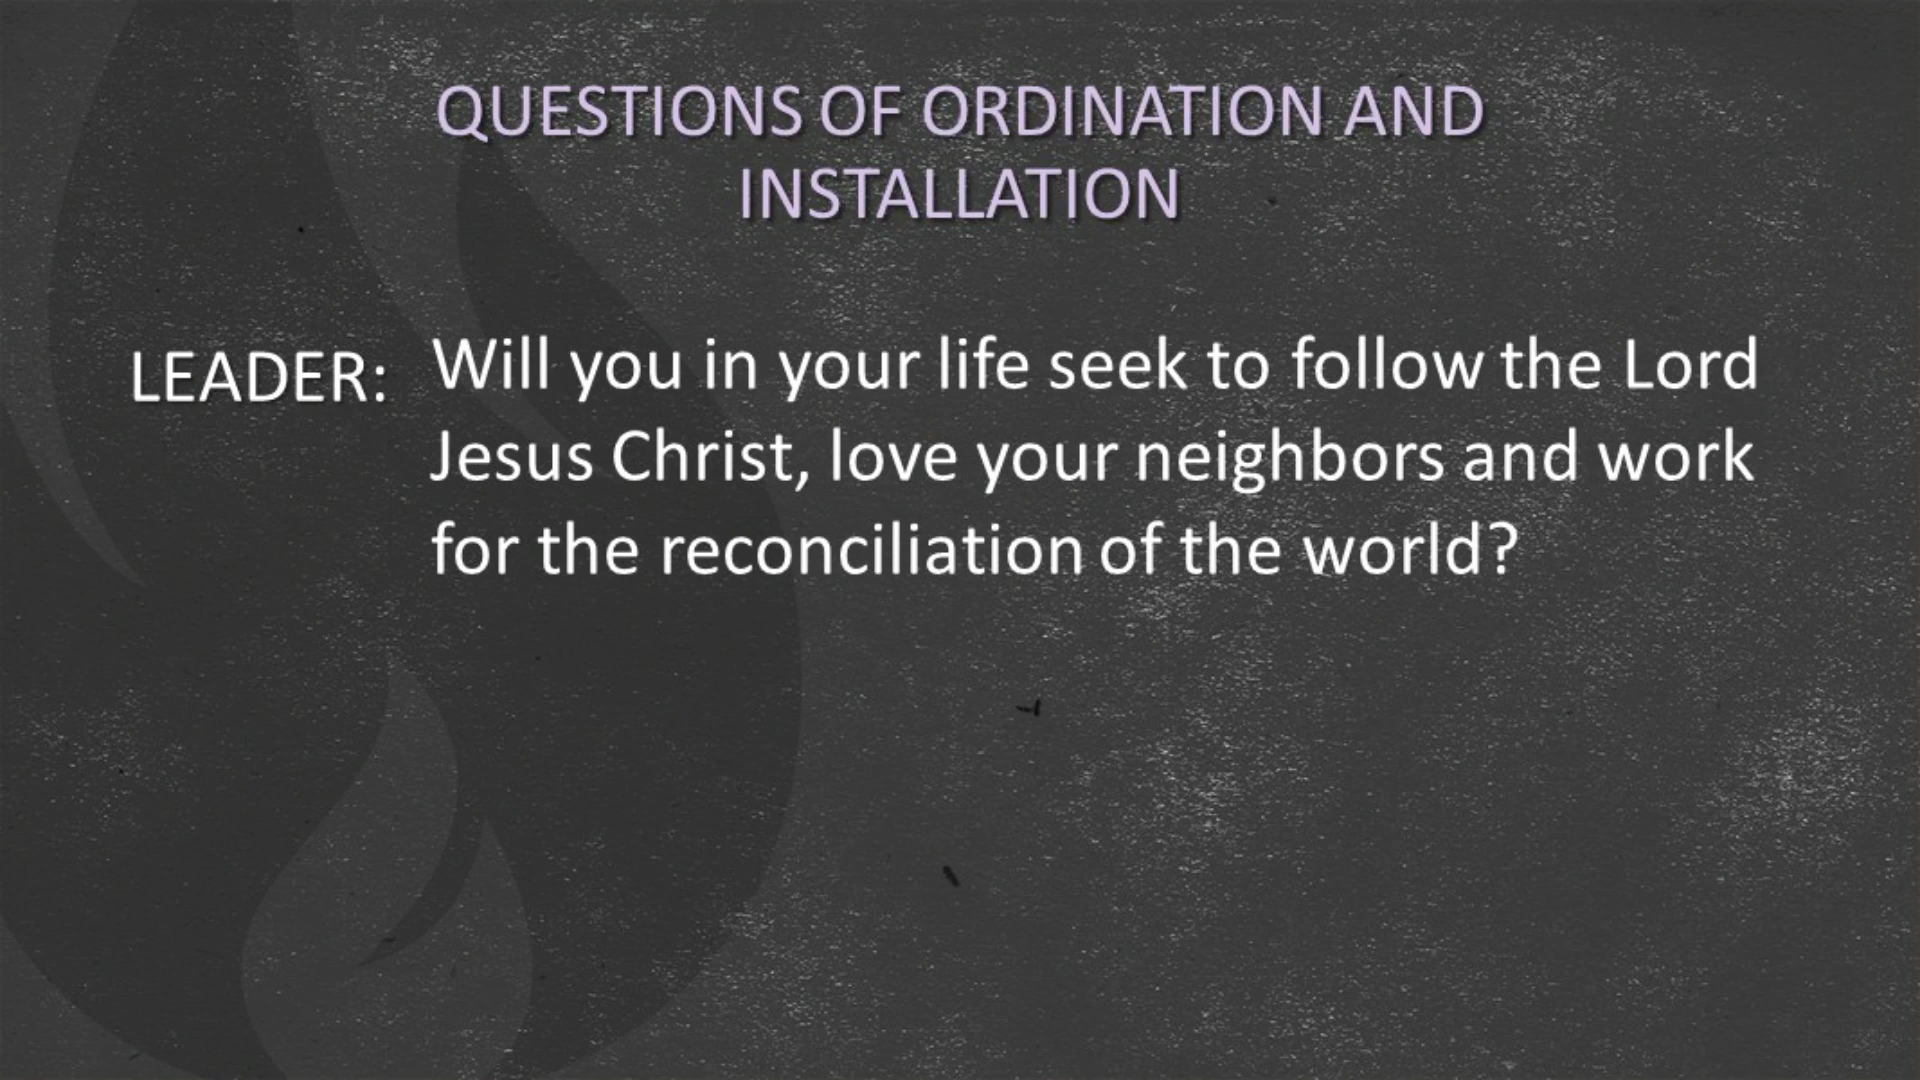 QUESTIONS OF ORDINATION AND
INSTALLATION
LEADER: Will you in your life seek to follow the Lord
Jesus Christ, love your neighbors and work
for the reconciliation of the world?